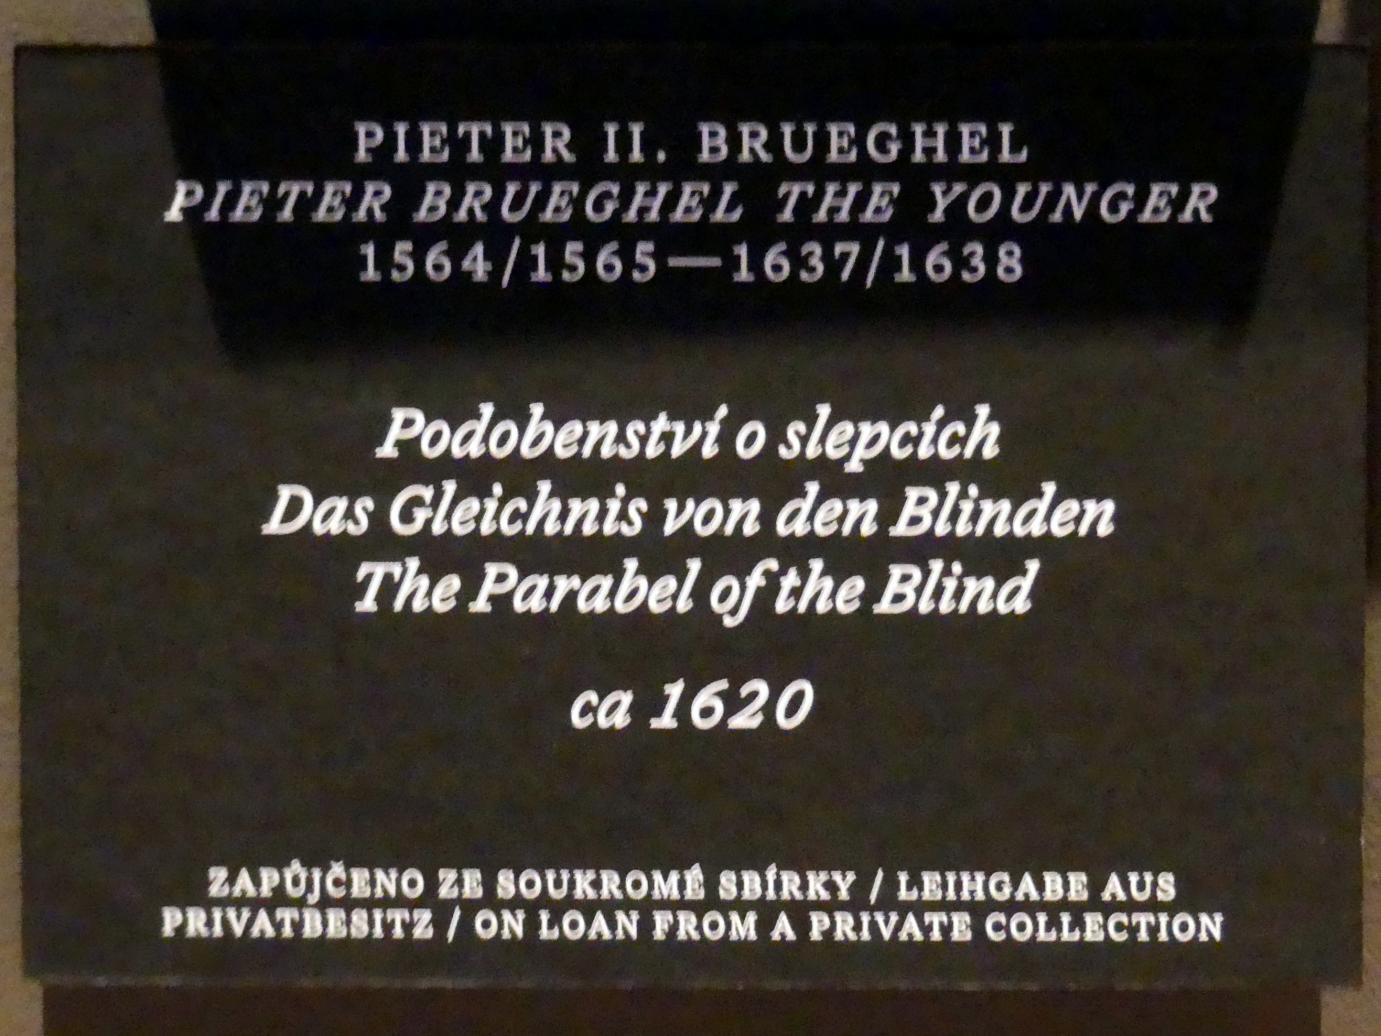 PIETER II. BRUEGHEL
PIETER BRUEGHEL THE YOUNGER
1564/1565—1637/1638
Podobenství o slepcích
Das Gleichnis von den Blinden
The Parabel of the Blind
ca 1620
ZAPŮJČENO ZE SOUKROMÉ SBÍRKY / LEIHGABE AUS
PRIVATBESITZ / ON LOAN FROM A PRIVATE COLLECTION